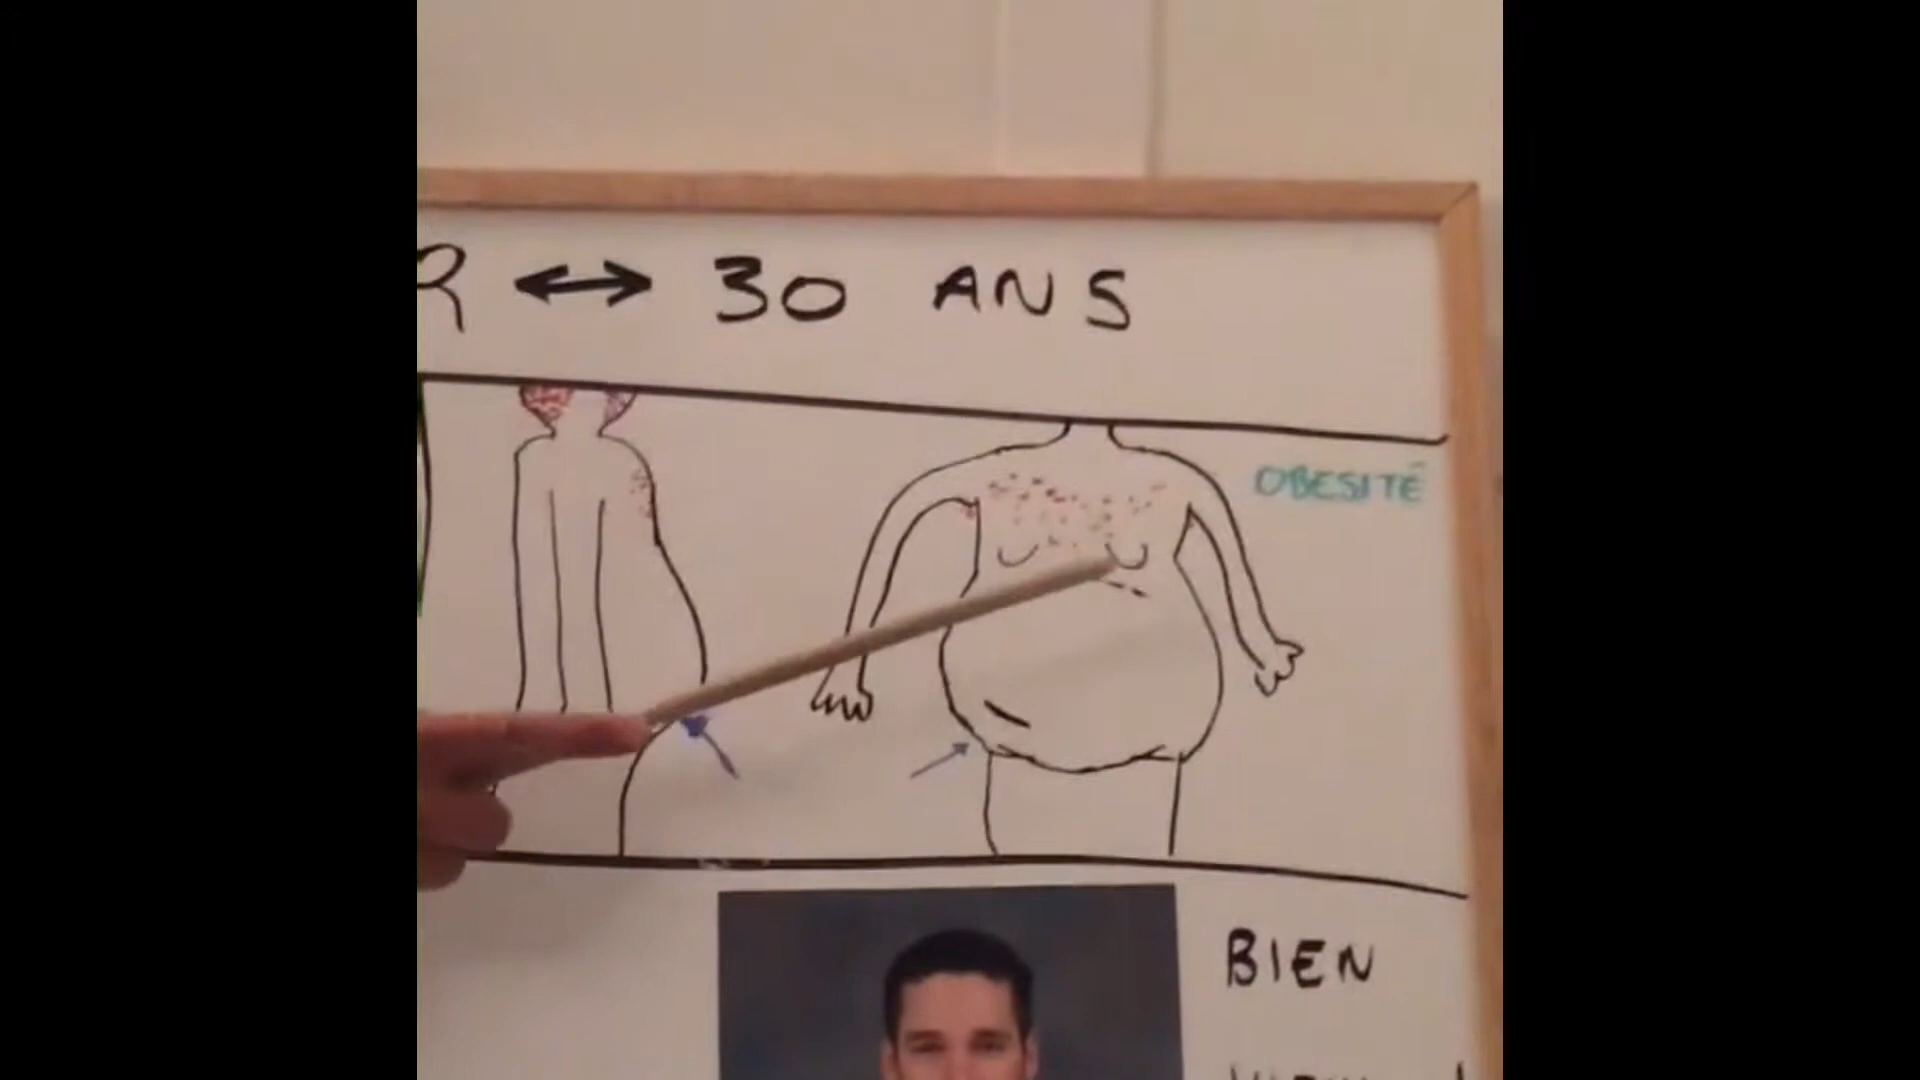 R ↔ 30 ANS
OBESITÉ
BIEN